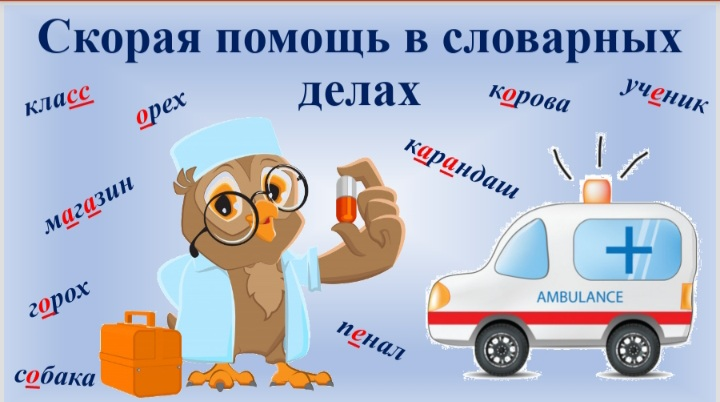 Скорая помощь в словарных
делах
класс
орех
корова
ученик
карандаш
магазин
горох
AMBULANCE
пенал
собака